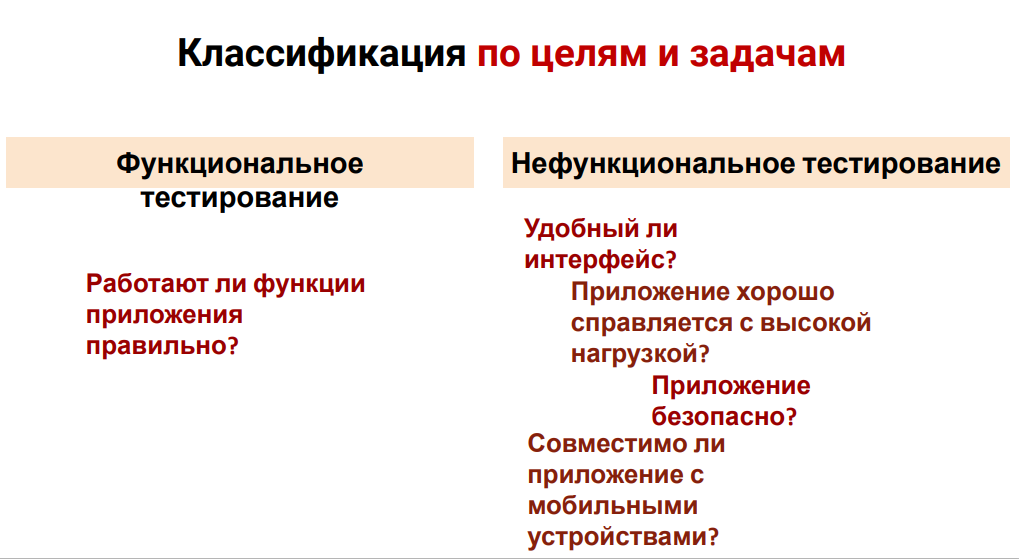 Классификация по целям и задачам
Функциональное
тестирование
Работают ли функции
приложения
правильно?
Нефункциональное тестирование
Удобный ли
интерфейс?
Приложение хорошо
справляется с высокой
нагрузкой?
Приложение
безопасно?
Совместимо ли
приложение с
мобильными
устройствами?